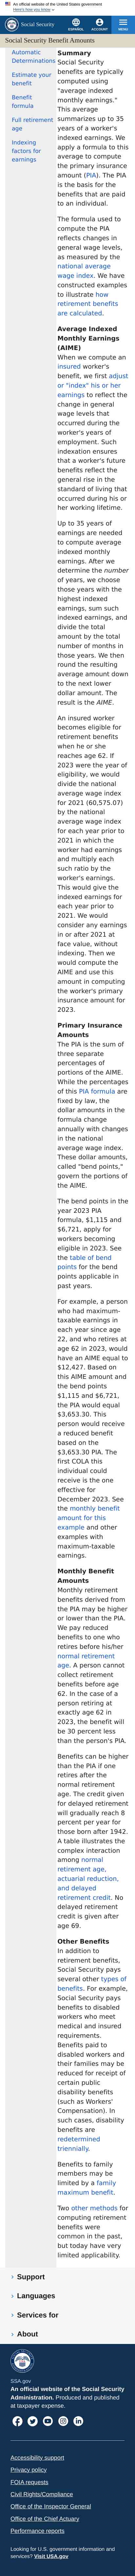 An official website of the United States government
Here's how you know
Social Security
ESPAÑOL
ACCOUNT
MENU
Social Security Benefit Amounts
Automatic
Determinations
Estimate your
benefit
Benefit
formula
Full retirement
age
Indexing
factors for
earnings
Summary
Social Security
benefits are typically
computed using
"average indexed
monthly earnings."
This average
summarizes up to 35
years of a worker's
indexed earnings. We
apply a formula to
this average to
compute the primary
insurance amount
(PIA). The PIA
is the basis for the
benefits that are paid
to an individual.
The formula used to
compute the PIA
reflects changes in
general wage levels,
as measured by the
national average
wage index. We have
constructed examples
to illustrate how
retirement benefits
are calculated.
Average Indexed
Monthly Earnings
(AIME)
When we compute an
insured worker's
benefit, we first adjust
or "index" his or her
earnings to reflect the
change in general
wage levels
that occurred during
the worker's
years of
employment. Such
indexation ensures
that a worker's future
benefits reflect the
general rise in the
standard of living that
occurred during his or
her working lifetime.
Up to 35 years of
earnings are needed
to compute average
indexed monthly
earnings. After we
determine the number
of years, we choose
those years with the
highest indexed
earnings, sum such
indexed earnings, and
divide the total
amount by the total
number of months in
those years. We then
round the resulting
average amount down
to the next lower
dollar amount. The
result is the AIME.
An insured worker
becomes eligible for
retirement benefits
when he or she
reaches age 62. If
2023 were the year of
eligibility, we would
divide the national
average wage index
for 2021 (60,575.07)
by the national
average wage index
for each year prior to
2021 in which the
worker had earnings
and multiply each
such ratio by the
worker's earnings.
This would give the
indexed earnings for
each year prior to
2021. We would
consider any earnings
in or after 2021 at
face value, without
indexing. Then we
would compute the
AIME and use this
amount in computing
the worker's primary
insurance amount for
2023.
Primary Insurance
Amounts
The PIA is the sum of
three separate
percentages of
portions of the AIME.
While the percentages
of this PIA formula are
fixed by law, the
dollar amounts in the
formula change
annually with changes
in the national
average wage index.
These dollar amounts,
called "bend points,"
govern the portions of
the AIME.
The bend points in the
year 2023 PIA
formula, $1,115 and
$6,721, apply for
workers becoming
eligible in 2023. See
the table of bend
points for the bend
points applicable in
past years.
For example, a person
who had maximum-
taxable earnings in
each year since age
22, and who retires at
age 62 in 2023, would
have an AIME equal to
$12,427. Based on
this AIME amount and
the bend points
$1,115 and $6,721,
the PIA would equal
$3,653.30. This
person would receive
a reduced benefit
based on the
$3,653.30 PIA. The
first COLA this
individual could
receive is the one
effective for
December 2023. See
the monthly benefit
amount for this
example and other
examples with
maximum-taxable
earnings.
Monthly Benefit
Amounts
Monthly retirement
benefits derived from
the PIA may be higher
or lower than the PIA.
We pay reduced
benefits to one who
retires before his/her
normal retirement
age. A person cannot
collect retirement
benefits before age
62. In the case of a
person retiring at
exactly age 62 in
2023, the benefit will
be 30 percent less
than the person's PIA.
Benefits can be higher
than the PIA if one
retires after the
normal retirement
age. The credit given
for delayed retirement
will gradually reach 8
percent per year for
those born after 1942.
A table illustrates the
complex interaction
among normal
retirement age,
actuarial reduction,
and delayed
retirement credit. No
delayed retirement
credit is given after
age 69.
Other Benefits
In addition to
retirement benefits,
Social Security pays
several other types of
benefits. For example,
Social Security pays
benefits to disabled
workers who meet
medical and insured
requirements.
Benefits paid to
disabled workers and
their families may be
reduced for receipt of
certain public
disability benefits
(such as Workers'
Compensation). In
such cases, disability
benefits are
redetermined
triennially.
Benefits to family
members may be
limited by a family
maximum benefit.
Two other methods for
computing retirement
benefits were
common in the past,
but today have very
limited applicability.
Support
Languages
Services for
About
SSA.gov
An official website of the Social Security
Administration. Produced and published
at taxpayer expense.
Accessibility support
Privacy policy
FOIA requests
Civil Rights/Compliance
Office of the Inspector General
Office of the Chief Actuary
Performance reports
Looking for U.S. government information and
services? Visit USA.gov